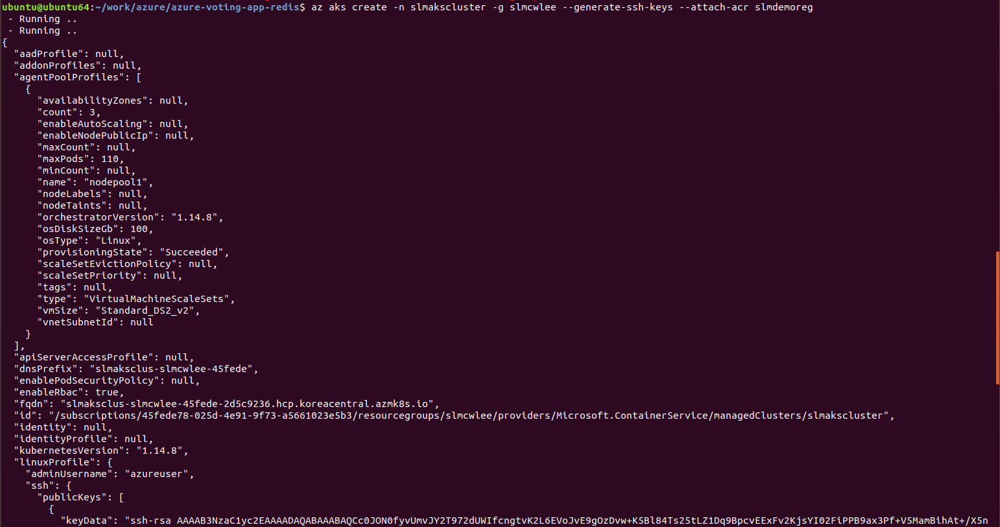 ubuntu@ubuntu64:~/work/azure/azure-voting-app-redis$ az aks create -n slmakscluster -g slmcwlee --generate-ssh-keys --attach-acr slmdemoreg
 - Running ..
 - Running ..
{
  "aadProfile": null,
  "addonProfiles": null,
  "agentPoolProfiles": [
    {
      "availabilityZones": null,
      "count": 3,
      "enableAutoScaling": null,
      "enableNodePublicIp": null,
      "maxCount": null,
      "maxPods": 110,
      "minCount": null,
      "name": "nodepool1",
      "nodeLabels": null,
      "nodeTaints": null,
      "orchestratorVersion": "1.14.8",
      "osDiskSizeGb": 100,
      "osType": "Linux",
      "provisioningState": "Succeeded",
      "scaleSetEvictionPolicy": null,
      "scaleSetPriority": null,
      "tags": null,
      "type": "VirtualMachineScaleSets",
      "vmSize": "Standard_DS2_v2",
      "vnetSubnetId": null
    }
  ],
  "apiServerAccessProfile": null,
  "dnsPrefix": "slmaksclus-slmcwlee-45fede",
  "enablePodSecurityPolicy": null,
  "enableRbac": true,
  "fqdn": "slmaksclus-slmcwlee-45fede-2d5c9236.hcp.koreacentral.azmk8s.io",
  "id": "/subscriptions/45fede78-025d-4e91-9f73-a5661023e5b3/resourcegroups/slmcwlee/providers/Microsoft.ContainerService/managedClusters/slmakscluster",
  "identity": null,
  "identityProfile": null,
  "kubernetesVersion": "1.14.8",
  "linuxProfile": {
    "adminUsername": "azureuser",
    "ssh": {
      "publicKeys": [
        {
          "keyData": "ssh-rsa AAAAB3NzaC1yc2EAAAADAQABAAABAQCc0JON0fyvUmvJY2T972dUWIfcngtvK2L6EVoJvE9gOzDvw+K5Bl84Ts25tLZ1Dq9BpcvEExFv2KjsYI02FiPPB9ax3Pf+V5MamBihAt+/X5n